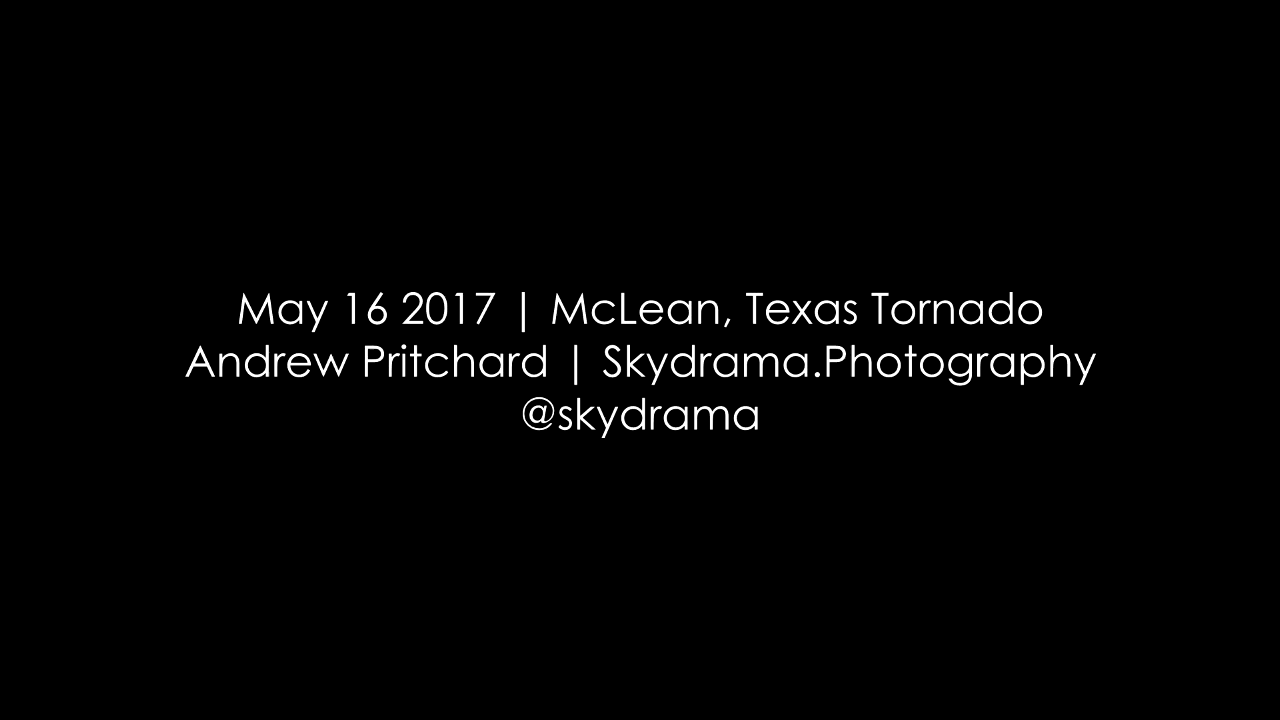 May 16 2017 | McLean, Texas Tornado
Andrew Pritchard | Skydrama.Photography
@skydrama